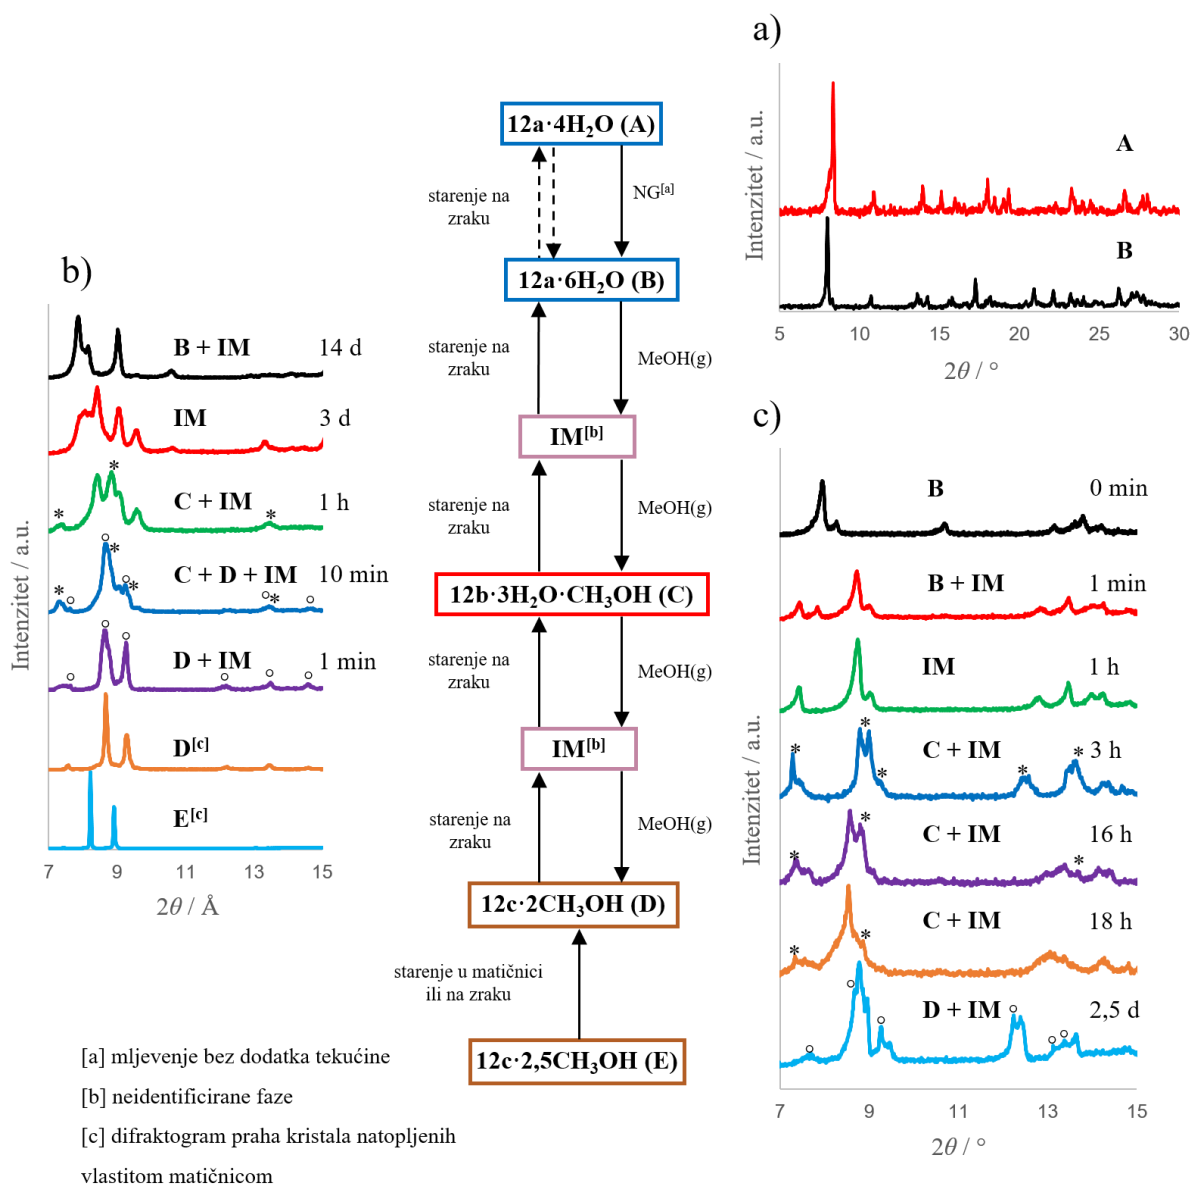 a)
Intenzitet / a.u.
A
B
5 10 15 20 25 30
2θ / °
12a·4H₂O (A)
starenje na
zraku
NG[a]
12a·6H₂O (B)
starenje na
zraku
MeOH(g)
IM[b]
starenje na
zraku
MeOH(g)
12b·3H₂O·CH₃OH (C)
starenje na
zraku
MeOH(g)
IM[b]
starenje na
zraku
MeOH(g)
12c·2CH₃OH (D)
starenje u matičnici
ili na zraku
12c·2,5CH₃OH (E)
b)
Intenzitet / a.u.
B + IM 14 d
IM 3 d
*
C + IM 1 h
* *
° *
C + D + IM 10 min
* ° ° * ° * °
° °
D + IM 1 min
° ° ° °
D[c]
E[c]
7 9 11 13 15
2θ / Å
c)
Intenzitet / a.u.
B 0 min
B + IM 1 min
IM 1 h
C + IM 3 h
* * * * *
C + IM 16 h
* * *
C + IM 18 h
* *
D + IM 2,5 d
° ° ° ° ° °
7 9 11 13 15
2θ / °
[a] mljevenje bez dodatka tekućine
[b] neidentificirane faze
[c] difraktogram praha kristala natopljenih
vlastitom matičnicom